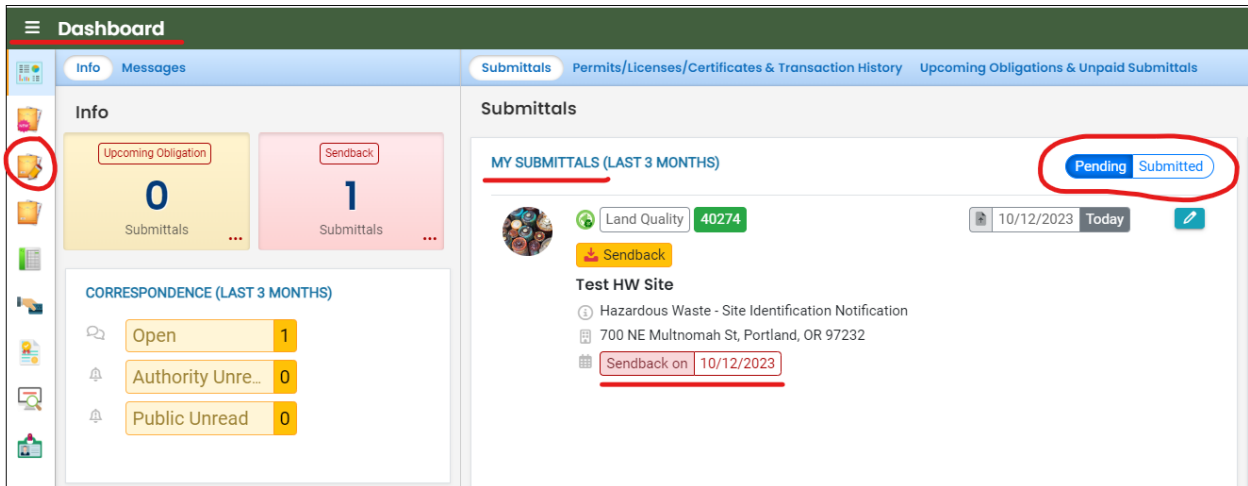 Dashboard
Info Messages
Info
Upcoming Obligation
0
Submittals
Sendback
1
Submittals
CORRESPONDENCE (LAST 3 MONTHS)
Open 1
Authority Unre... 0
Public Unread 0
Submittals Permits/Licenses/Certificates & Transaction History Upcoming Obligations & Unpaid Submittals
Submittals
MY SUBMITTALS (LAST 3 MONTHS) Pending Submitted
Land Quality 40274 10/12/2023 Today
Sendback
Test HW Site
Hazardous Waste - Site Identification Notification
700 NE Multnomah St, Portland, OR 97232
Sendback on 10/12/2023